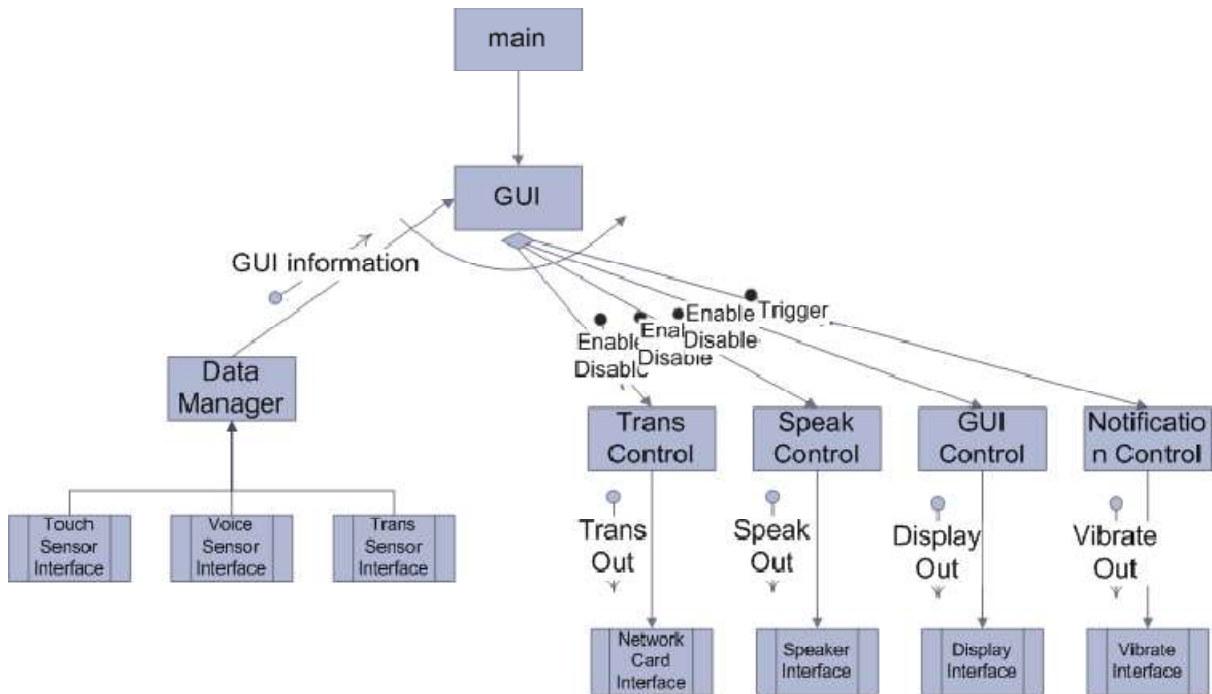 main
GUI
GUI information
Enable
Trigger
Enable
Disable
Disable
Disable
Data
Manager
Trans
Control
Speak
Control
GUI
Control
Notificatio
n Control
Touch
Sensor
Interface
Voice
Sensor
Interface
Trans
Sensor
Interface
Trans
Out
Speak
Out
Display
Out
Vibrate
Out
Network
Card
Interface
Speaker
Interface
Display
Interface
Vibrate
Interface